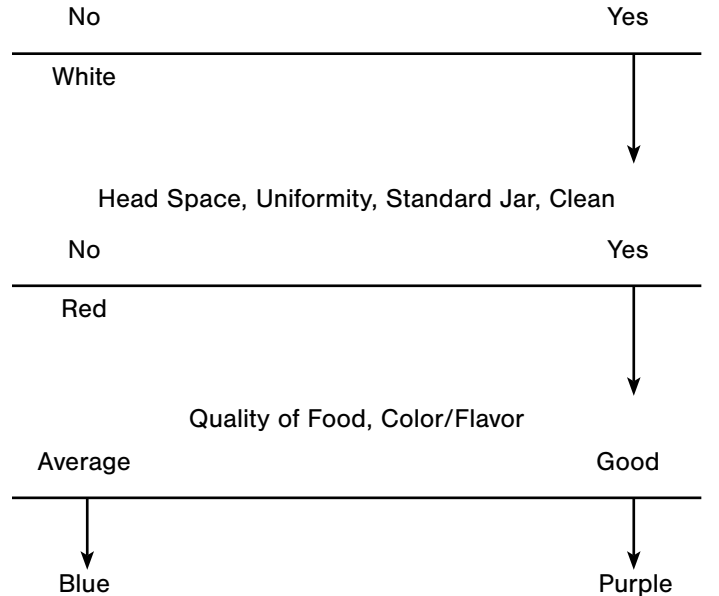 No Yes
White
Head Space, Uniformity, Standard Jar, Clean
No Yes
Red
Quality of Food, Color/Flavor
Average Good
Blue Purple